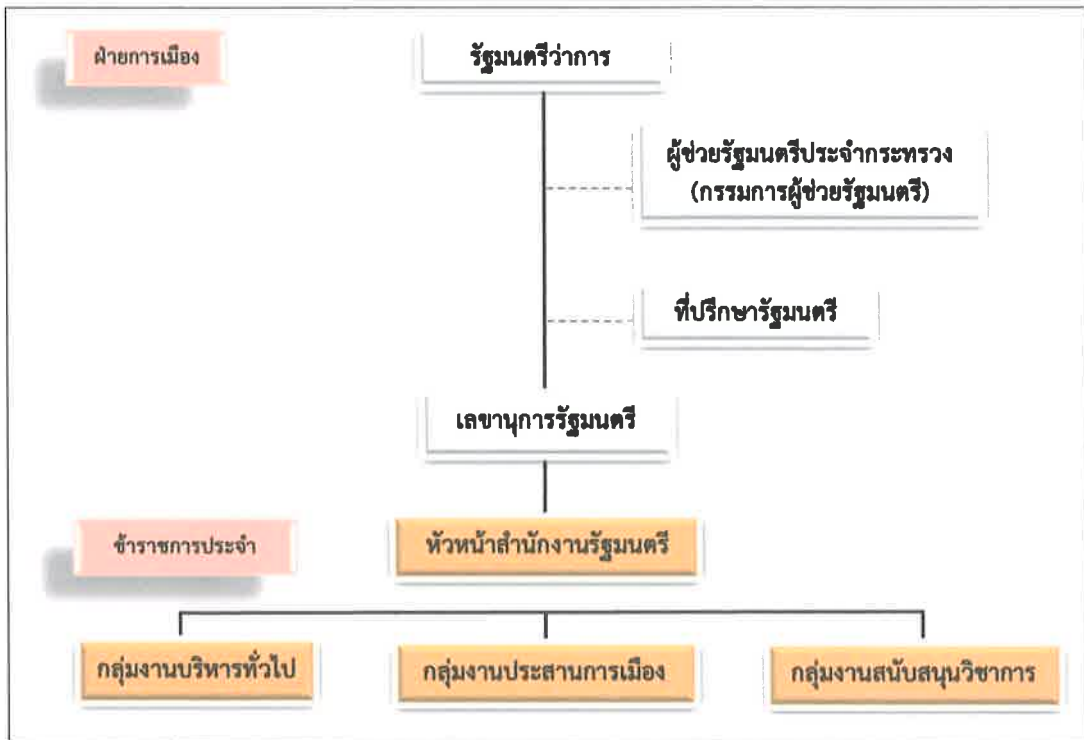 ฝ่ายการเมือง
รัฐมนตรีว่าการ
ผู้ช่วยรัฐมนตรีประจำกระทรวง
(กรรมการผู้ช่วยรัฐมนตรี)
ที่ปรึกษารัฐมนตรี
เลขานุการรัฐมนตรี
ข้าราชการประจำ
หัวหน้าสำนักงานรัฐมนตรี
กลุ่มงานบริหารทั่วไป
กลุ่มงานประสานการเมือง
กลุ่มงานสนับสนุนวิชาการ